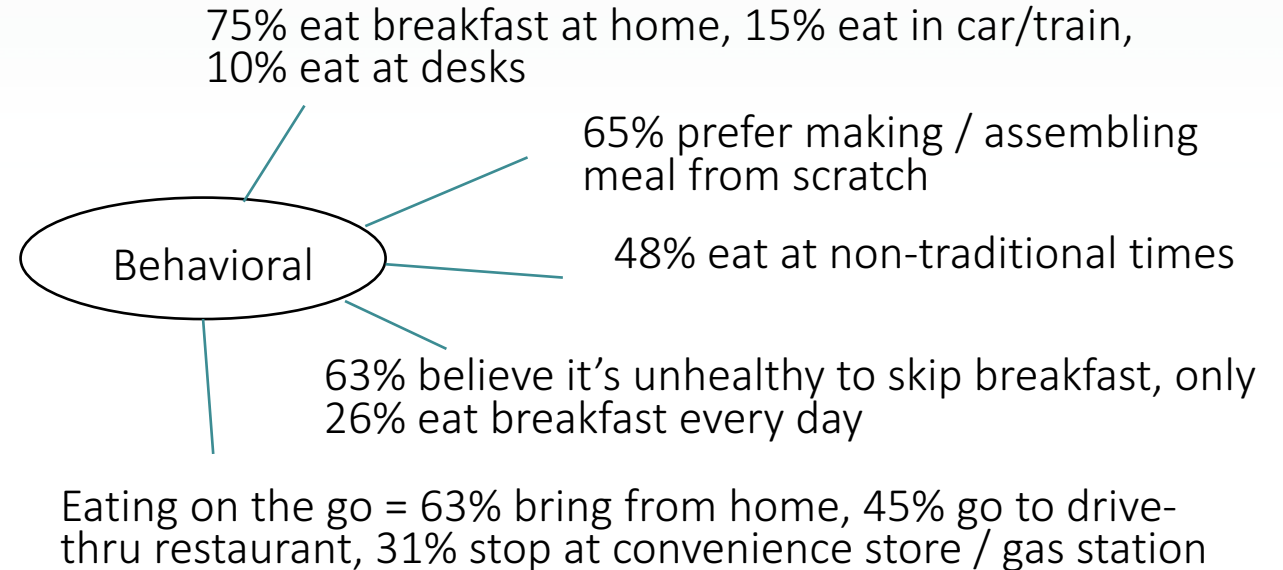 75% eat breakfast at home, 15% eat in car/train,
10% eat at desks
65% prefer making / assembling
meal from scratch
Behavioral
48% eat at non-traditional times
63% believe it’s unhealthy to skip breakfast, only
26% eat breakfast every day
Eating on the go = 63% bring from home, 45% go to drive-
thru restaurant, 31% stop at convenience store / gas station